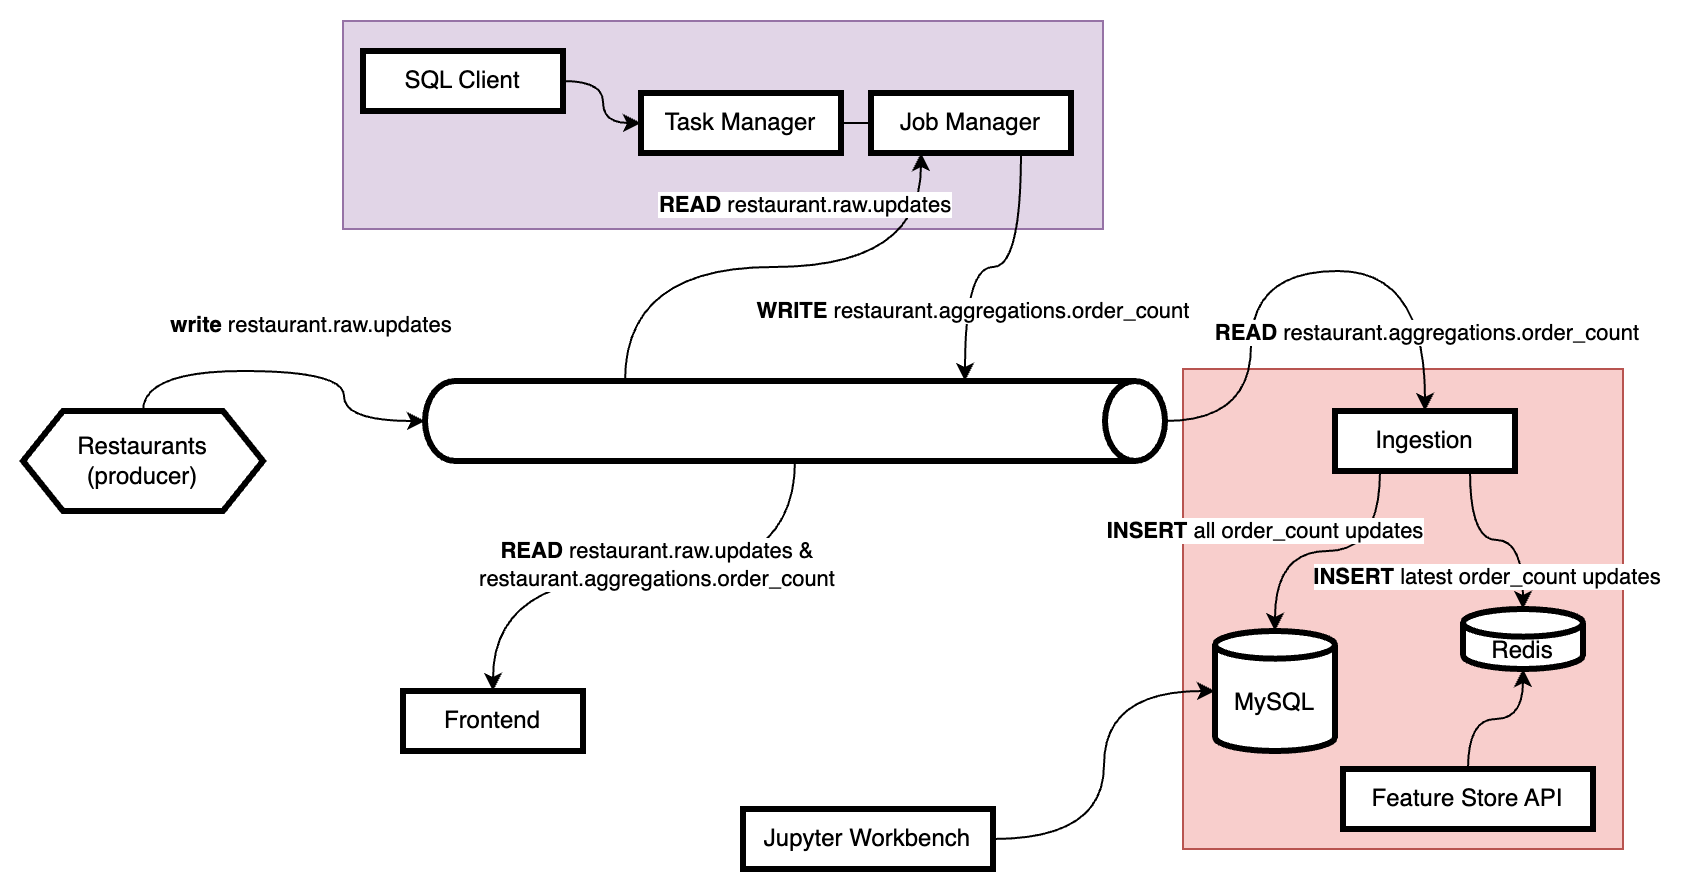 SQL Client
Task Manager
Job Manager
READ restaurant.raw.updates
WRITE restaurant.aggregations.order_count
write restaurant.raw.updates
READ restaurant.aggregations.order_count
Restaurants
(producer)
Ingestion
INSERT all order_count updates
READ restaurant.raw.updates &
restaurant.aggregations.order_count
INSERT latest order_count updates
Redis
MySQL
Frontend
Feature Store API
Jupyter Workbench